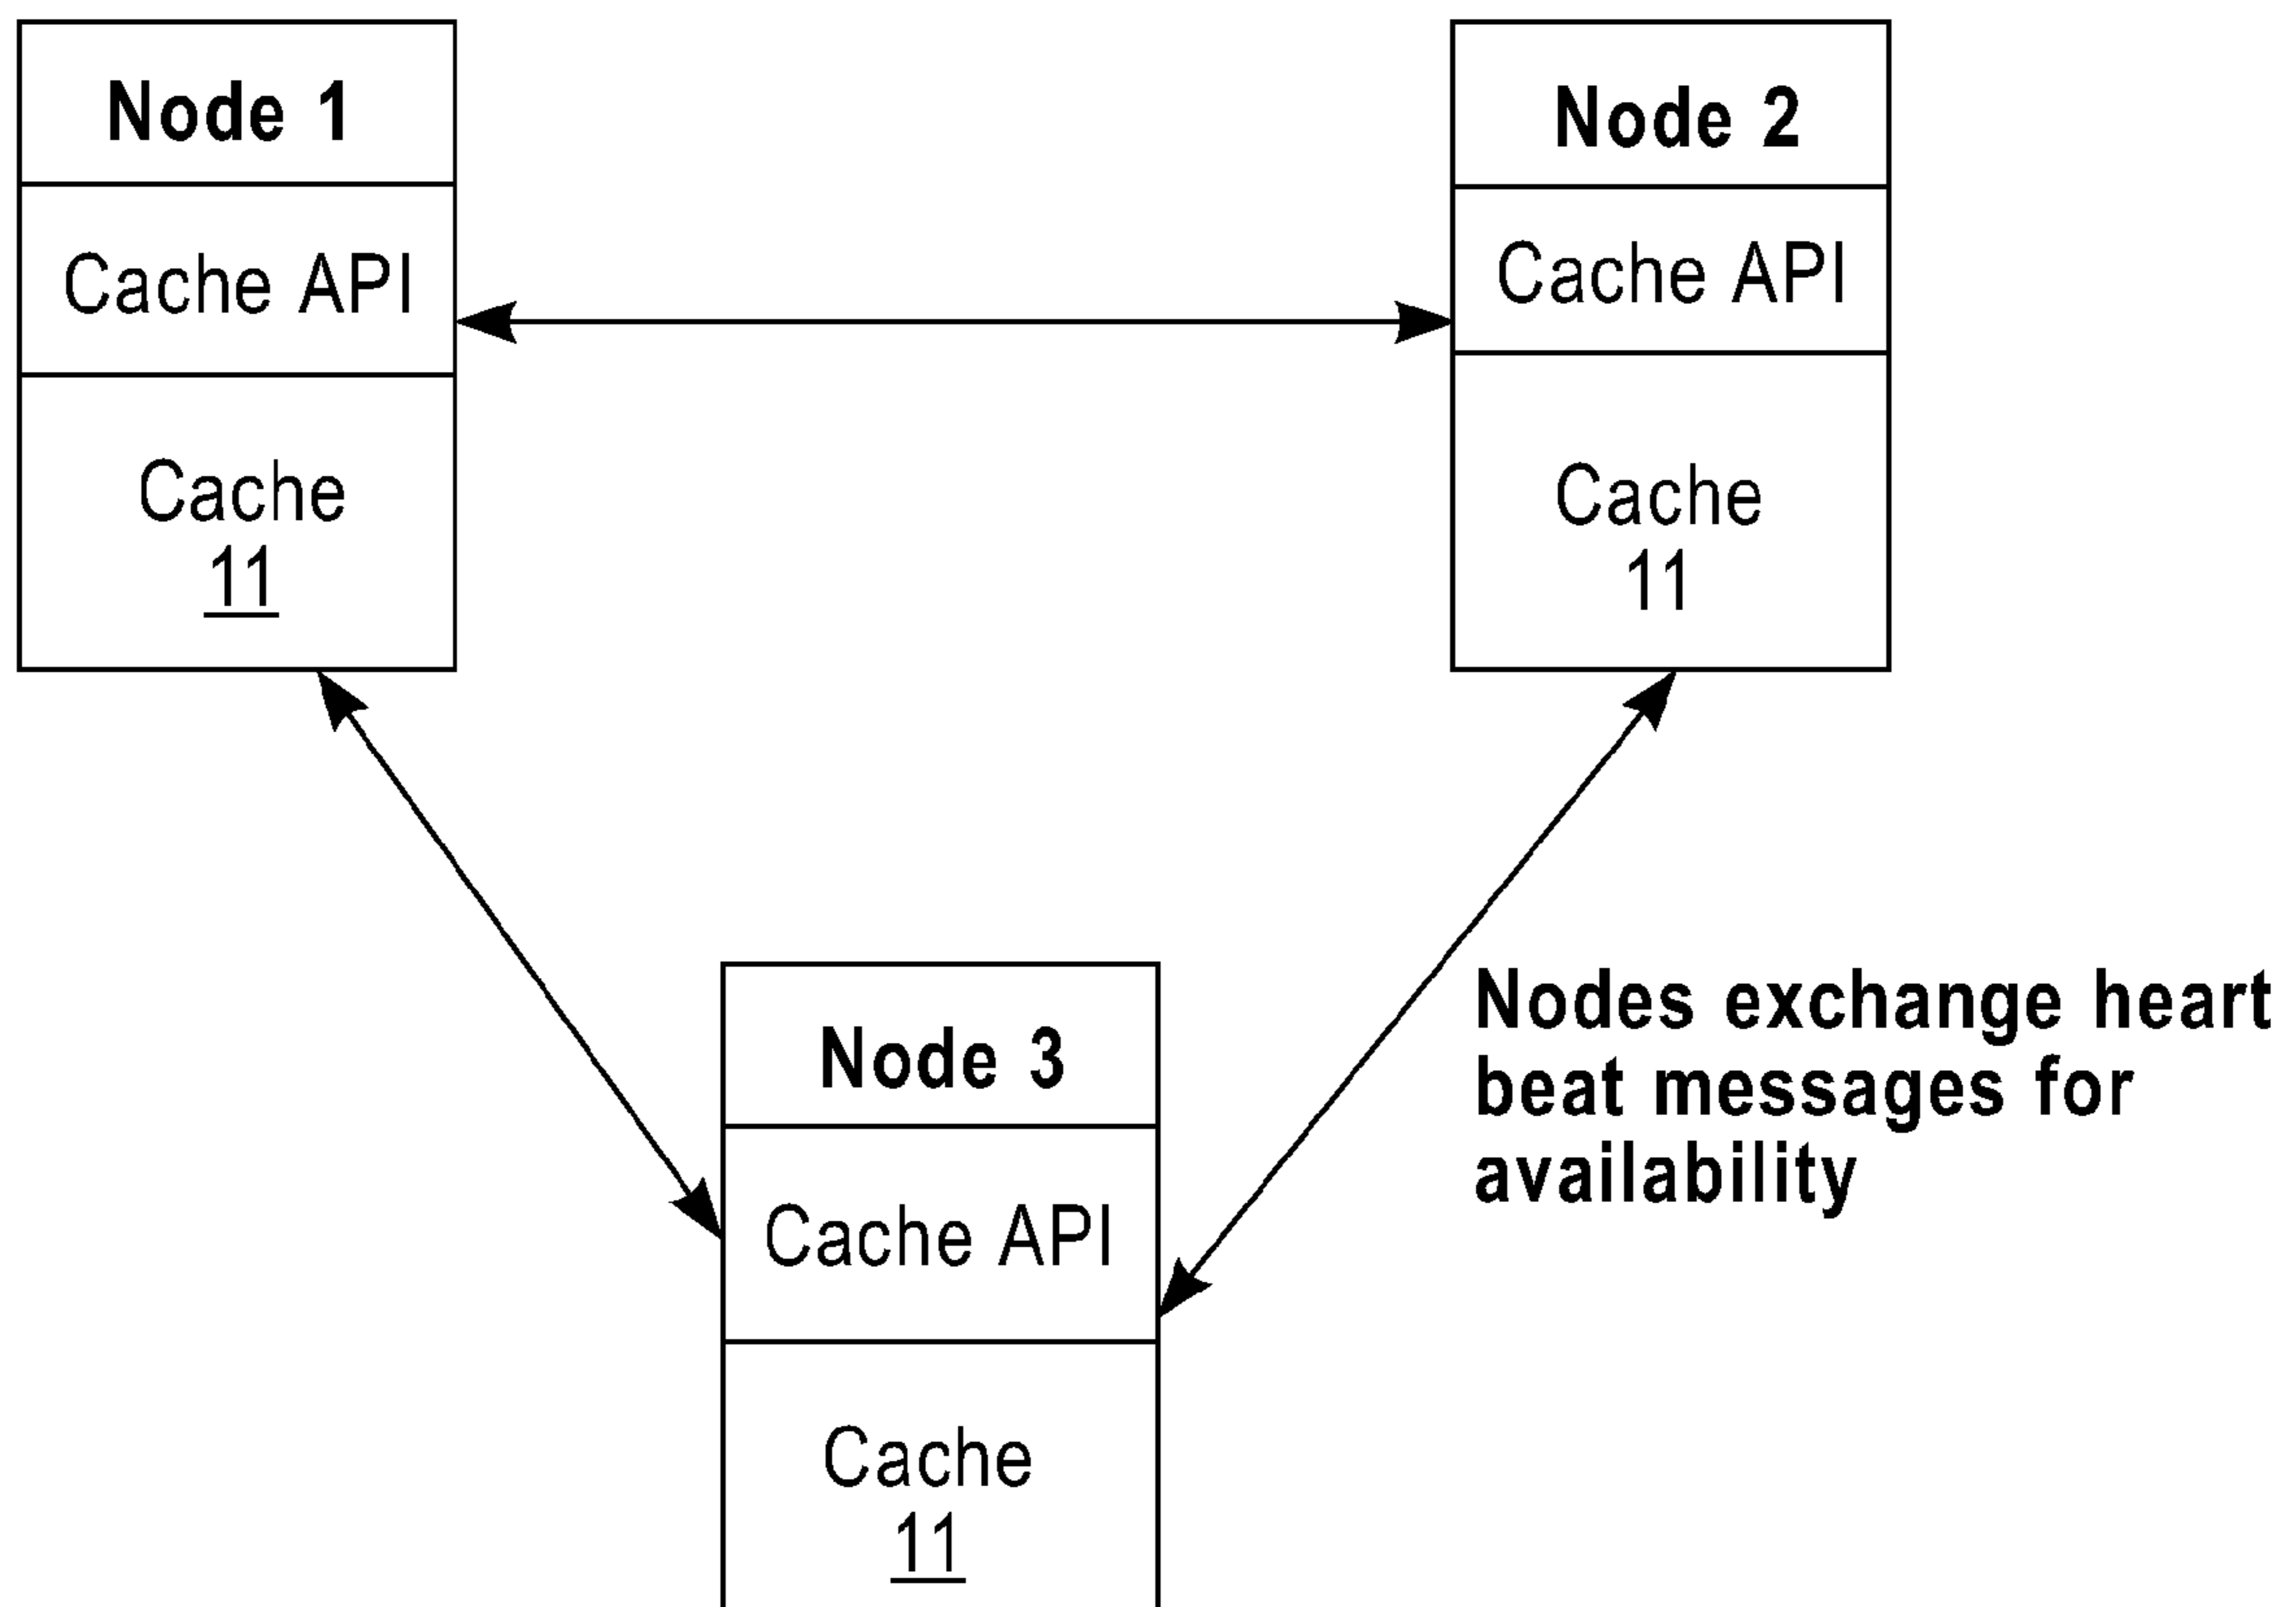 Node 1
Cache API
Cache
11
Node 2
Cache API
Cache
11
Node 3
Cache API
Cache
11
Nodes exchange heart
beat messages for
availability